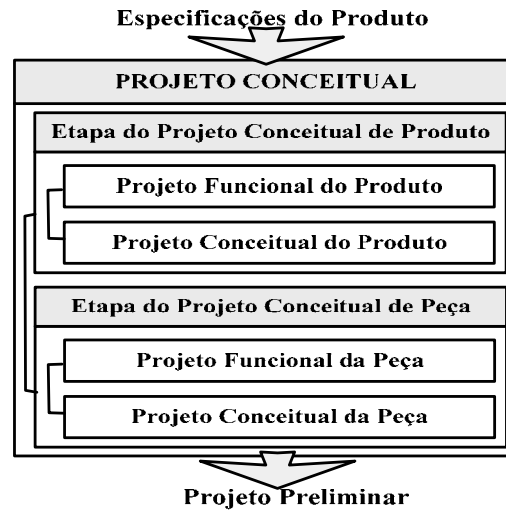 Especificações do Produto
PROJETO CONCEITUAL
Etapa do Projeto Conceitual de Produto
Projeto Funcional do Produto
Projeto Conceitual do Produto
Etapa do Projeto Conceitual de Peça
Projeto Funcional da Peça
Projeto Conceitual da Peça
Projeto Preliminar